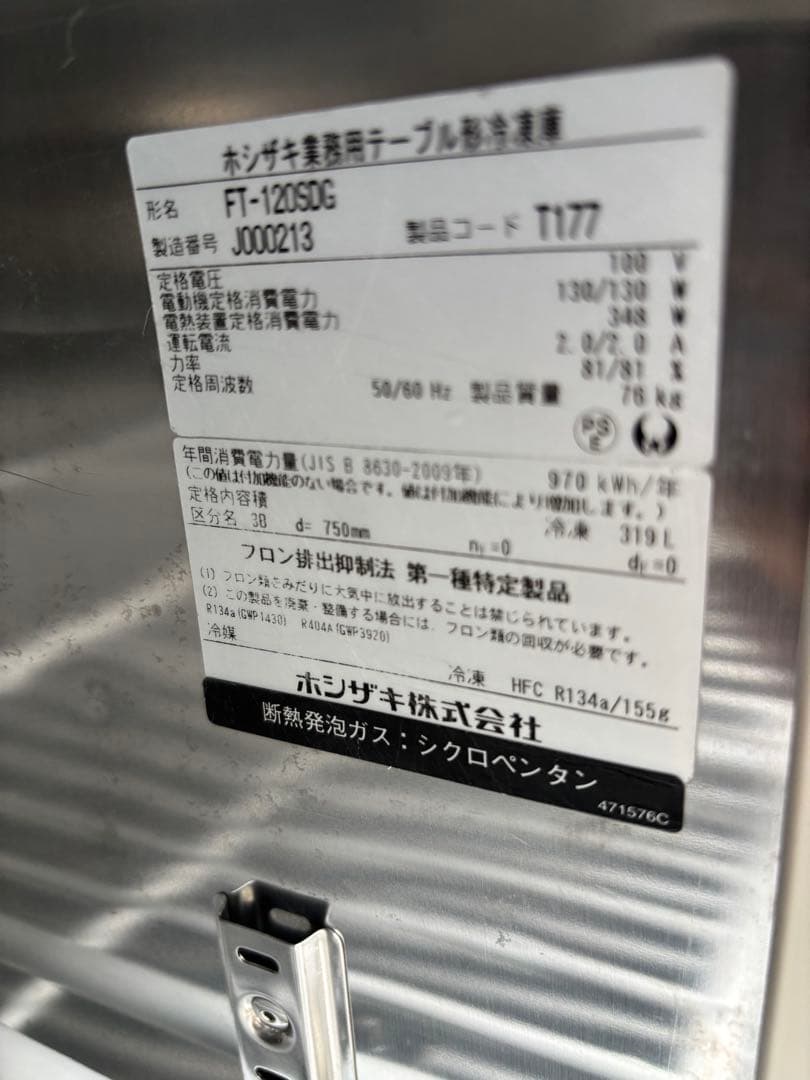 ホシザキ業務用テーブル形冷凍庫
形名 FT-120SDG
製造番号 J000213 製品コード T177
定格電圧 100 V
電動機定格消費電力 130/130 W
電熱装置定格消費電力 348 W
運転電流 2.0/2.0 A
力率 81/81 %
定格周波数 50/60 Hz 製品質量 76 kg
PSE
年間消費電力量(JIS B 8630-2009年) 970 kWh/年
(この値は付加機能のない場合です。値は付加機能により増加します。)
定格内容積 冷凍 319 L
区分名 3B d= 750mm nf=0 df=0
フロン排出抑制法 第一種特定製品
(1) フロン類をみだりに大気中に放出することは禁じられています。
(2) この製品を廃棄・整備する場合には、フロン類の回収が必要です。
R134a(GWP1430) R404A(GWP3920)
冷媒 冷凍 HFC R134a/155g
ホシザキ株式会社
断熱発泡ガス：シクロペンタン
471576C